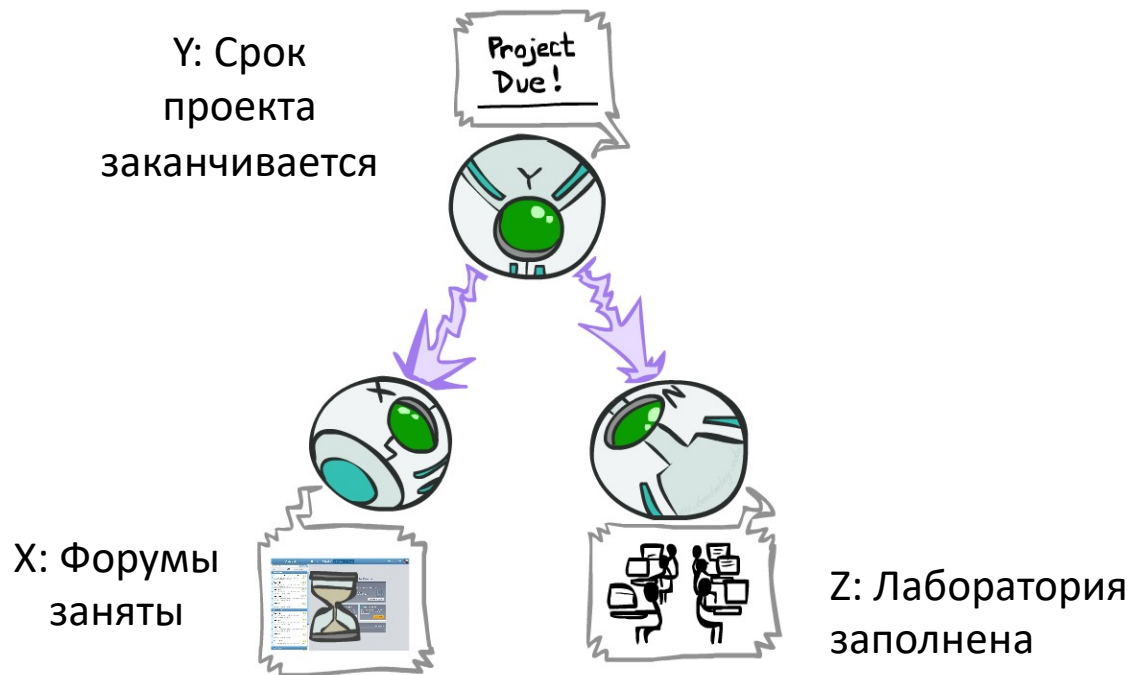 Y: Срок
проекта
заканчивается
Project
Due!
Y
X
Z
X: Форумы
заняты
Z: Лаборатория
заполнена